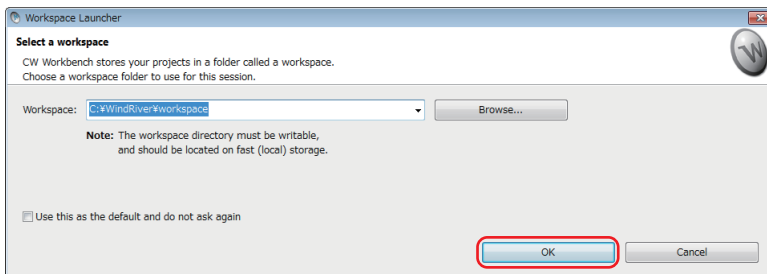 Workspace Launcher
Select a workspace
CW Workbench stores your projects in a folder called a workspace.
Choose a workspace folder to use for this session.
Workspace: C:¥WindRiver¥workspace Browse...
Note: The workspace directory must be writable,
and should be located on fast (local) storage.
Use this as the default and do not ask again
OK Cancel